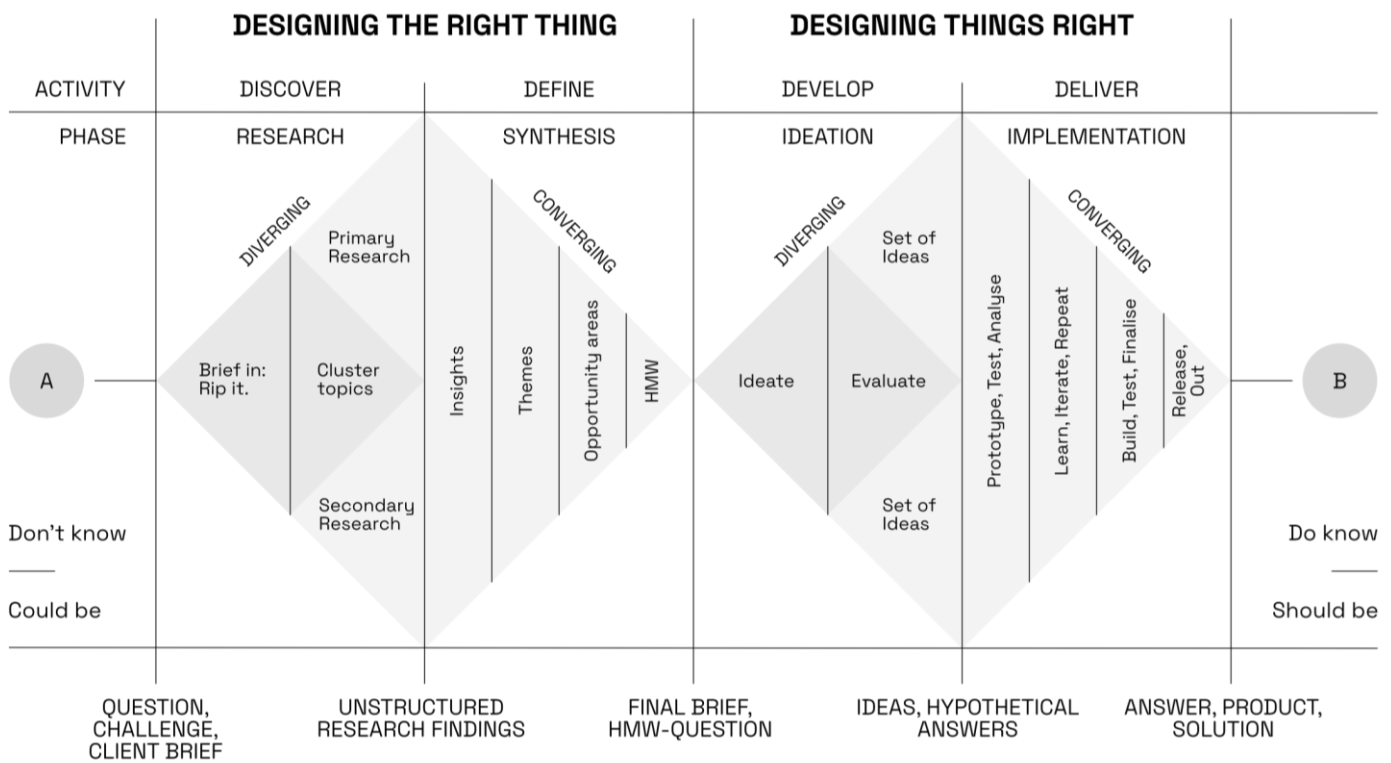 DESIGNING THE RIGHT THING
DESIGNING THINGS RIGHT
ACTIVITY
DISCOVER
DEFINE
DEVELOP
DELIVER
PHASE
RESEARCH
SYNTHESIS
IDEATION
IMPLEMENTATION
DIVERGING
Primary
Research
CONVERGING
Brief in:
Rip it.
Cluster
topics
Secondary
Research
Insights
Themes
Opportunity areas
HMW
DIVERGING
Set of
Ideas
CONVERGING
Ideate
Evaluate
Set of
Ideas
Prototype, Test, Analyse
Learn, Iterate, Repeat
Build, Test, Finalise
Release,
Out
A
B
Don't know
Could be
Do know
Should be
QUESTION,
CHALLENGE,
CLIENT BRIEF
UNSTRUCTURED
RESEARCH FINDINGS
FINAL BRIEF,
HMW-QUESTION
IDEAS, HYPOTHETICAL
ANSWERS
ANSWER, PRODUCT,
SOLUTION